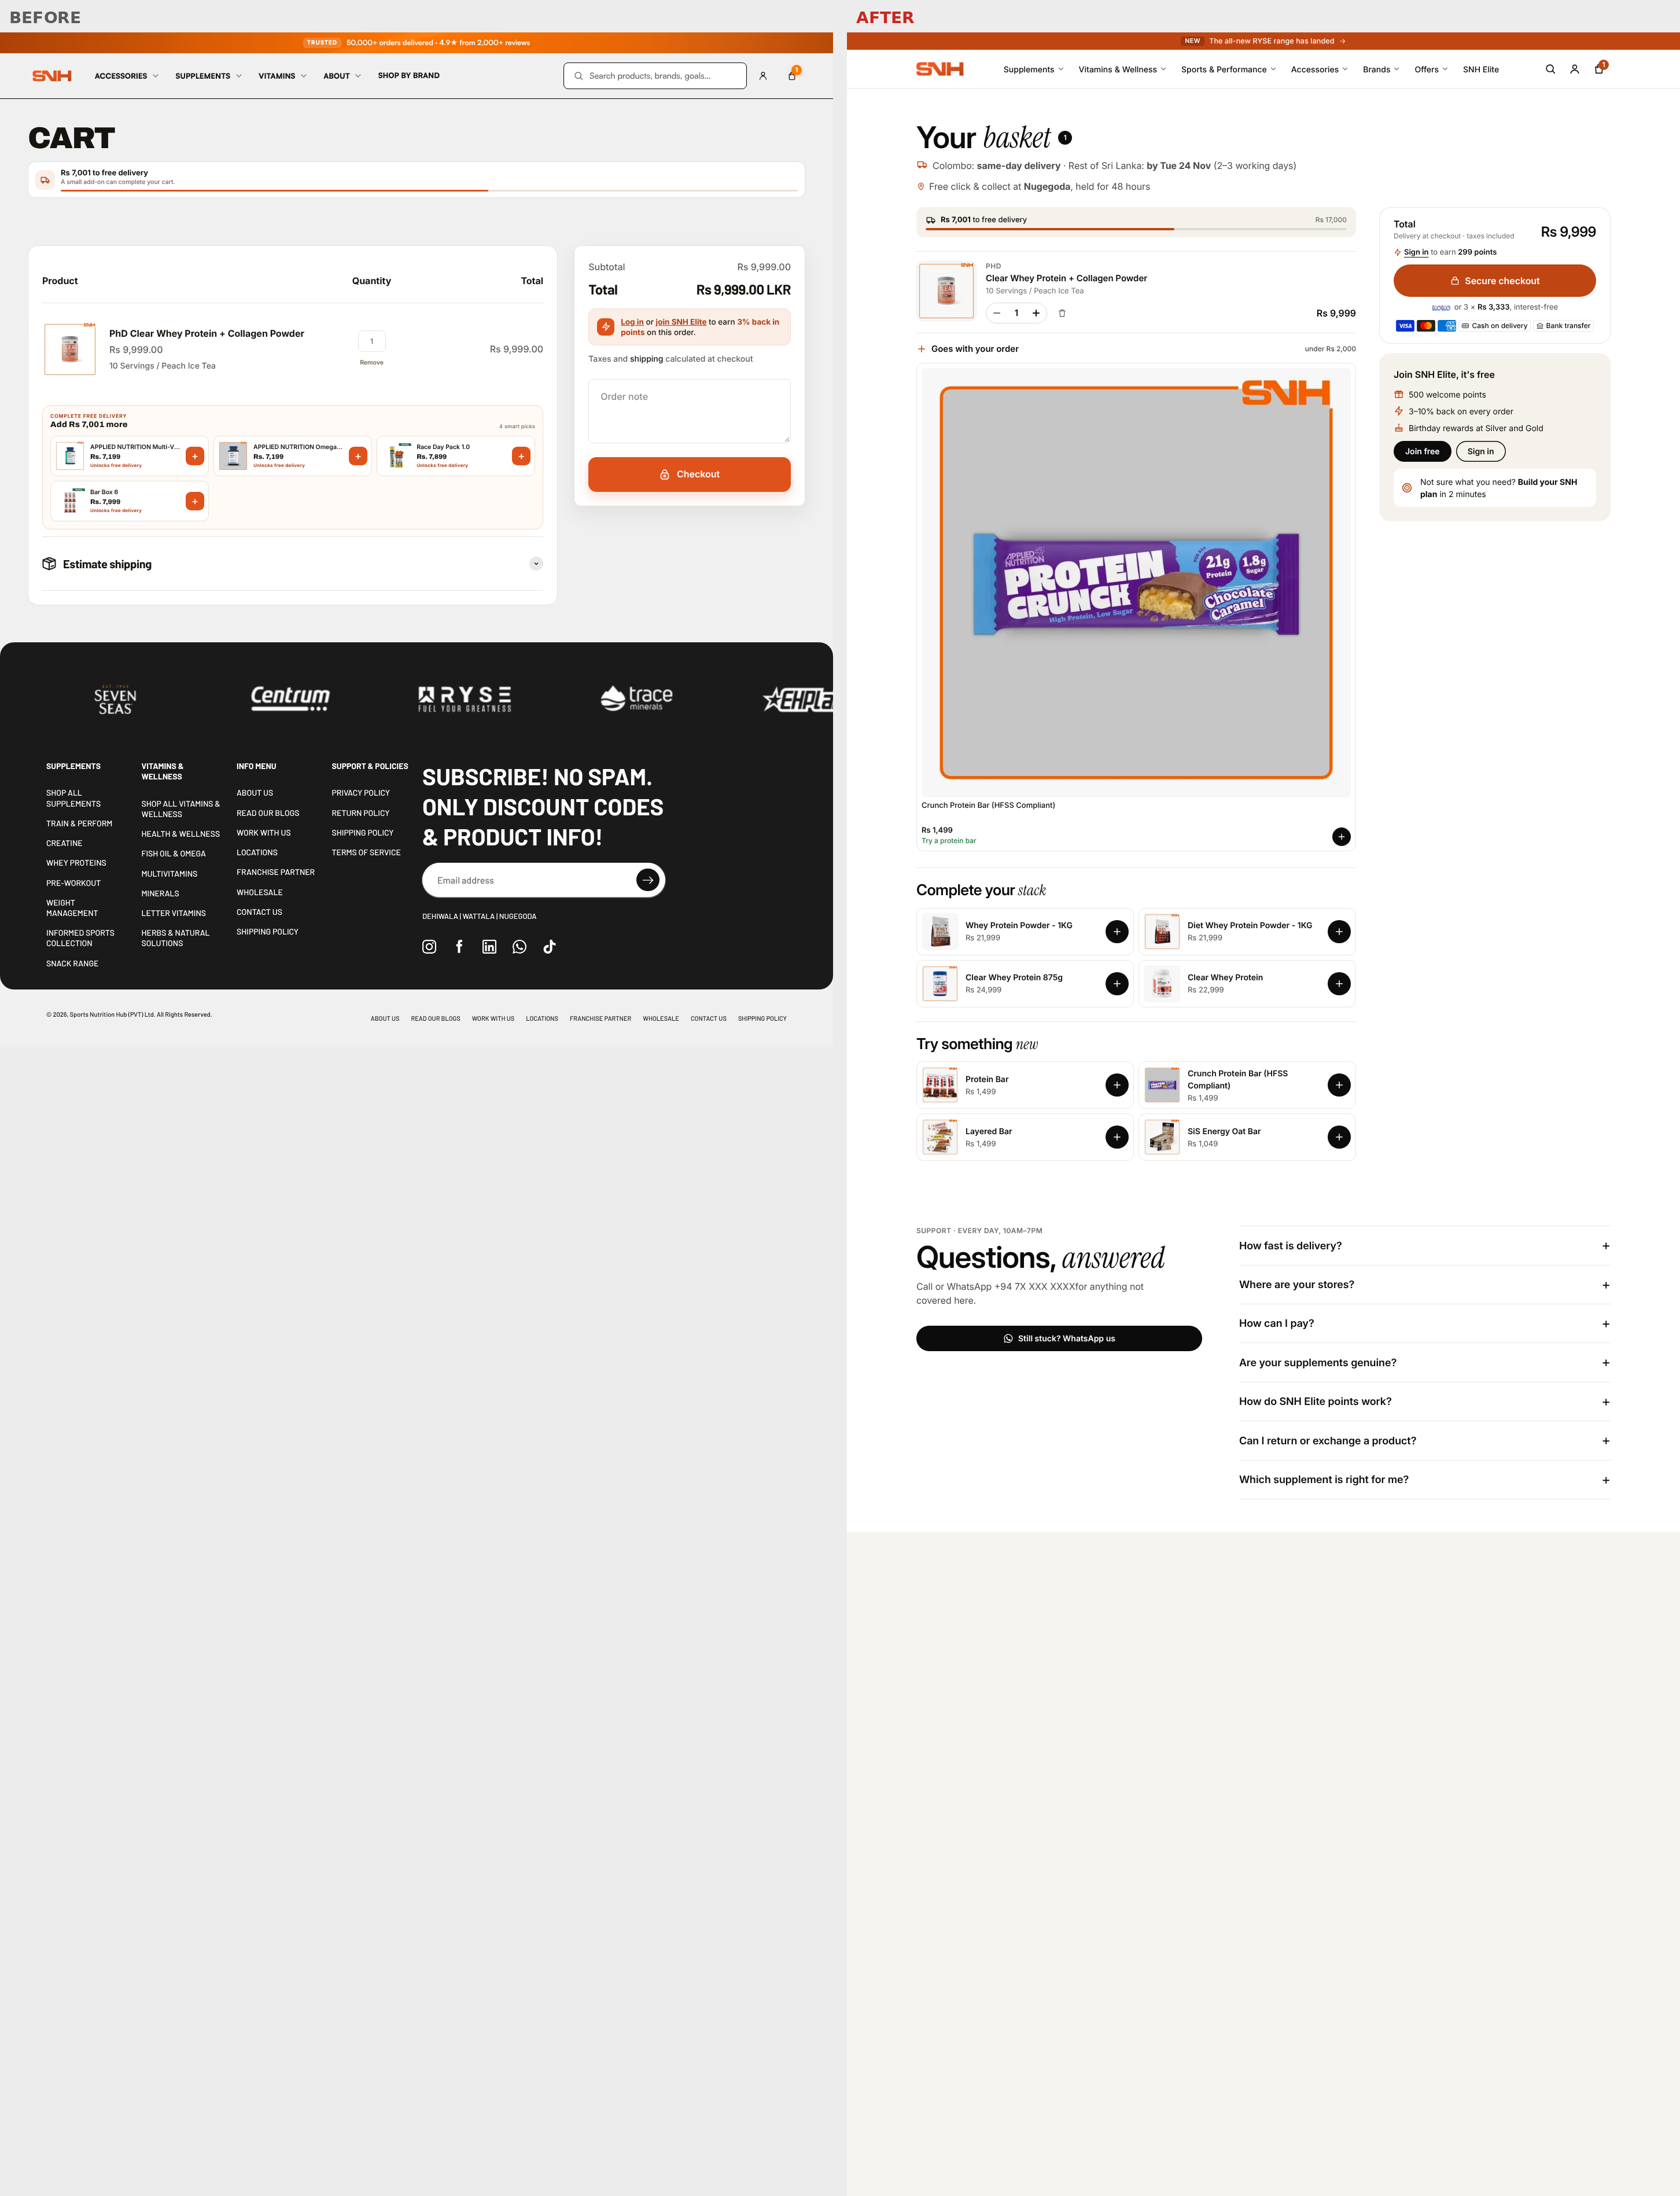 BEFORE
TRUSTED 50,000+ orders delivered · 4.9★ from 2,000+ reviews
SNH ACCESSORIES SUPPLEMENTS VITAMINS ABOUT SHOP BY BRAND Search products, brands, goals... 1
CART
Rs 7,001 to free delivery
A small add-on can complete your cart.
Product Quantity Total
PhD Clear Whey Protein + Collagen Powder
Rs 9,999.00
10 Servings / Peach Ice Tea
1
Remove
Rs 9,999.00
COMPLETE FREE DELIVERY
Add Rs 7,001 more
4 smart picks
APPLIED NUTRITION Multi-V...
Rs. 7,199
Unlocks free delivery
APPLIED NUTRITION Omega...
Rs. 7,199
Unlocks free delivery
Race Day Pack 1.0
Rs. 7,899
Unlocks free delivery
Bar Box 6
Rs. 7,999
Unlocks free delivery
Estimate shipping
Subtotal Rs 9,999.00
Total Rs 9,999.00 LKR
Log in or join SNH Elite to earn 3% back in
points on this order.
Taxes and shipping calculated at checkout
Order note
Checkout
SEVEN
SEAS
Centrum
RYSE
FUEL YOUR GREATNESS
trace
minerals
SUPPLEMENTS
SHOP ALL
SUPPLEMENTS
TRAIN & PERFORM
CREATINE
WHEY PROTEINS
PRE-WORKOUT
WEIGHT
MANAGEMENT
INFORMED SPORTS
COLLECTION
SNACK RANGE
VITAMINS &
WELLNESS
SHOP ALL VITAMINS &
WELLNESS
HEALTH & WELLNESS
FISH OIL & OMEGA
MULTIVITAMINS
MINERALS
LETTER VITAMINS
HERBS & NATURAL
SOLUTIONS
INFO MENU
ABOUT US
READ OUR BLOGS
WORK WITH US
LOCATIONS
FRANCHISE PARTNER
WHOLESALE
CONTACT US
SHIPPING POLICY
SUPPORT & POLICIES
PRIVACY POLICY
RETURN POLICY
SHIPPING POLICY
TERMS OF SERVICE
SUBSCRIBE! NO SPAM.
ONLY DISCOUNT CODES
& PRODUCT INFO!
Email address
DEHIWALA | WATTALA | NUGEGODA
© 2026, Sports Nutrition Hub (PVT) Ltd. All Rights Reserved.
ABOUT US READ OUR BLOGS WORK WITH US LOCATIONS FRANCHISE PARTNER WHOLESALE CONTACT US SHIPPING POLICY
AFTER
NEW The all-new RYSE range has landed →
SNH Supplements Vitamins & Wellness Sports & Performance Accessories Brands Offers SNH Elite 1
Your basket 1
Colombo: same-day delivery · Rest of Sri Lanka: by Tue 24 Nov (2–3 working days)
Free click & collect at Nugegoda, held for 48 hours
Rs 7,001 to free delivery Rs 17,000
PHD
Clear Whey Protein + Collagen Powder
10 Servings / Peach Ice Tea
1
Rs 9,999
Goes with your order under Rs 2,000
SNH
APPLIED
NUTRITION
PROTEIN
CRUNCH
High Protein, Low Sugar
21g
Protein
1.8g
Sugar
Chocolate
Caramel
Crunch Protein Bar (HFSS Compliant)
Rs 1,499
Try a protein bar
Complete your stack
Whey Protein Powder - 1KG
Rs 21,999
Diet Whey Protein Powder - 1KG
Rs 21,999
Clear Whey Protein 875g
Rs 24,999
Clear Whey Protein
Rs 22,999
Try something new
Protein Bar
Rs 1,499
Crunch Protein Bar (HFSS
Compliant)
Rs 1,499
Layered Bar
Rs 1,499
SiS Energy Oat Bar
Rs 1,049
Total
Delivery at checkout · taxes included
Rs 9,999
Sign in to earn 299 points
Secure checkout
or 3 × Rs 3,333, interest-free
VISA Cash on delivery Bank transfer
Join SNH Elite, it's free
500 welcome points
3–10% back on every order
Birthday rewards at Silver and Gold
Join free Sign in
Not sure what you need? Build your SNH
plan in 2 minutes
SUPPORT · EVERY DAY, 10AM–7PM
Questions, answered
Call or WhatsApp +94 7X XXX XXXXfor anything not
covered here.
Still stuck? WhatsApp us
How fast is delivery?
Where are your stores?
How can I pay?
Are your supplements genuine?
How do SNH Elite points work?
Can I return or exchange a product?
Which supplement is right for me?